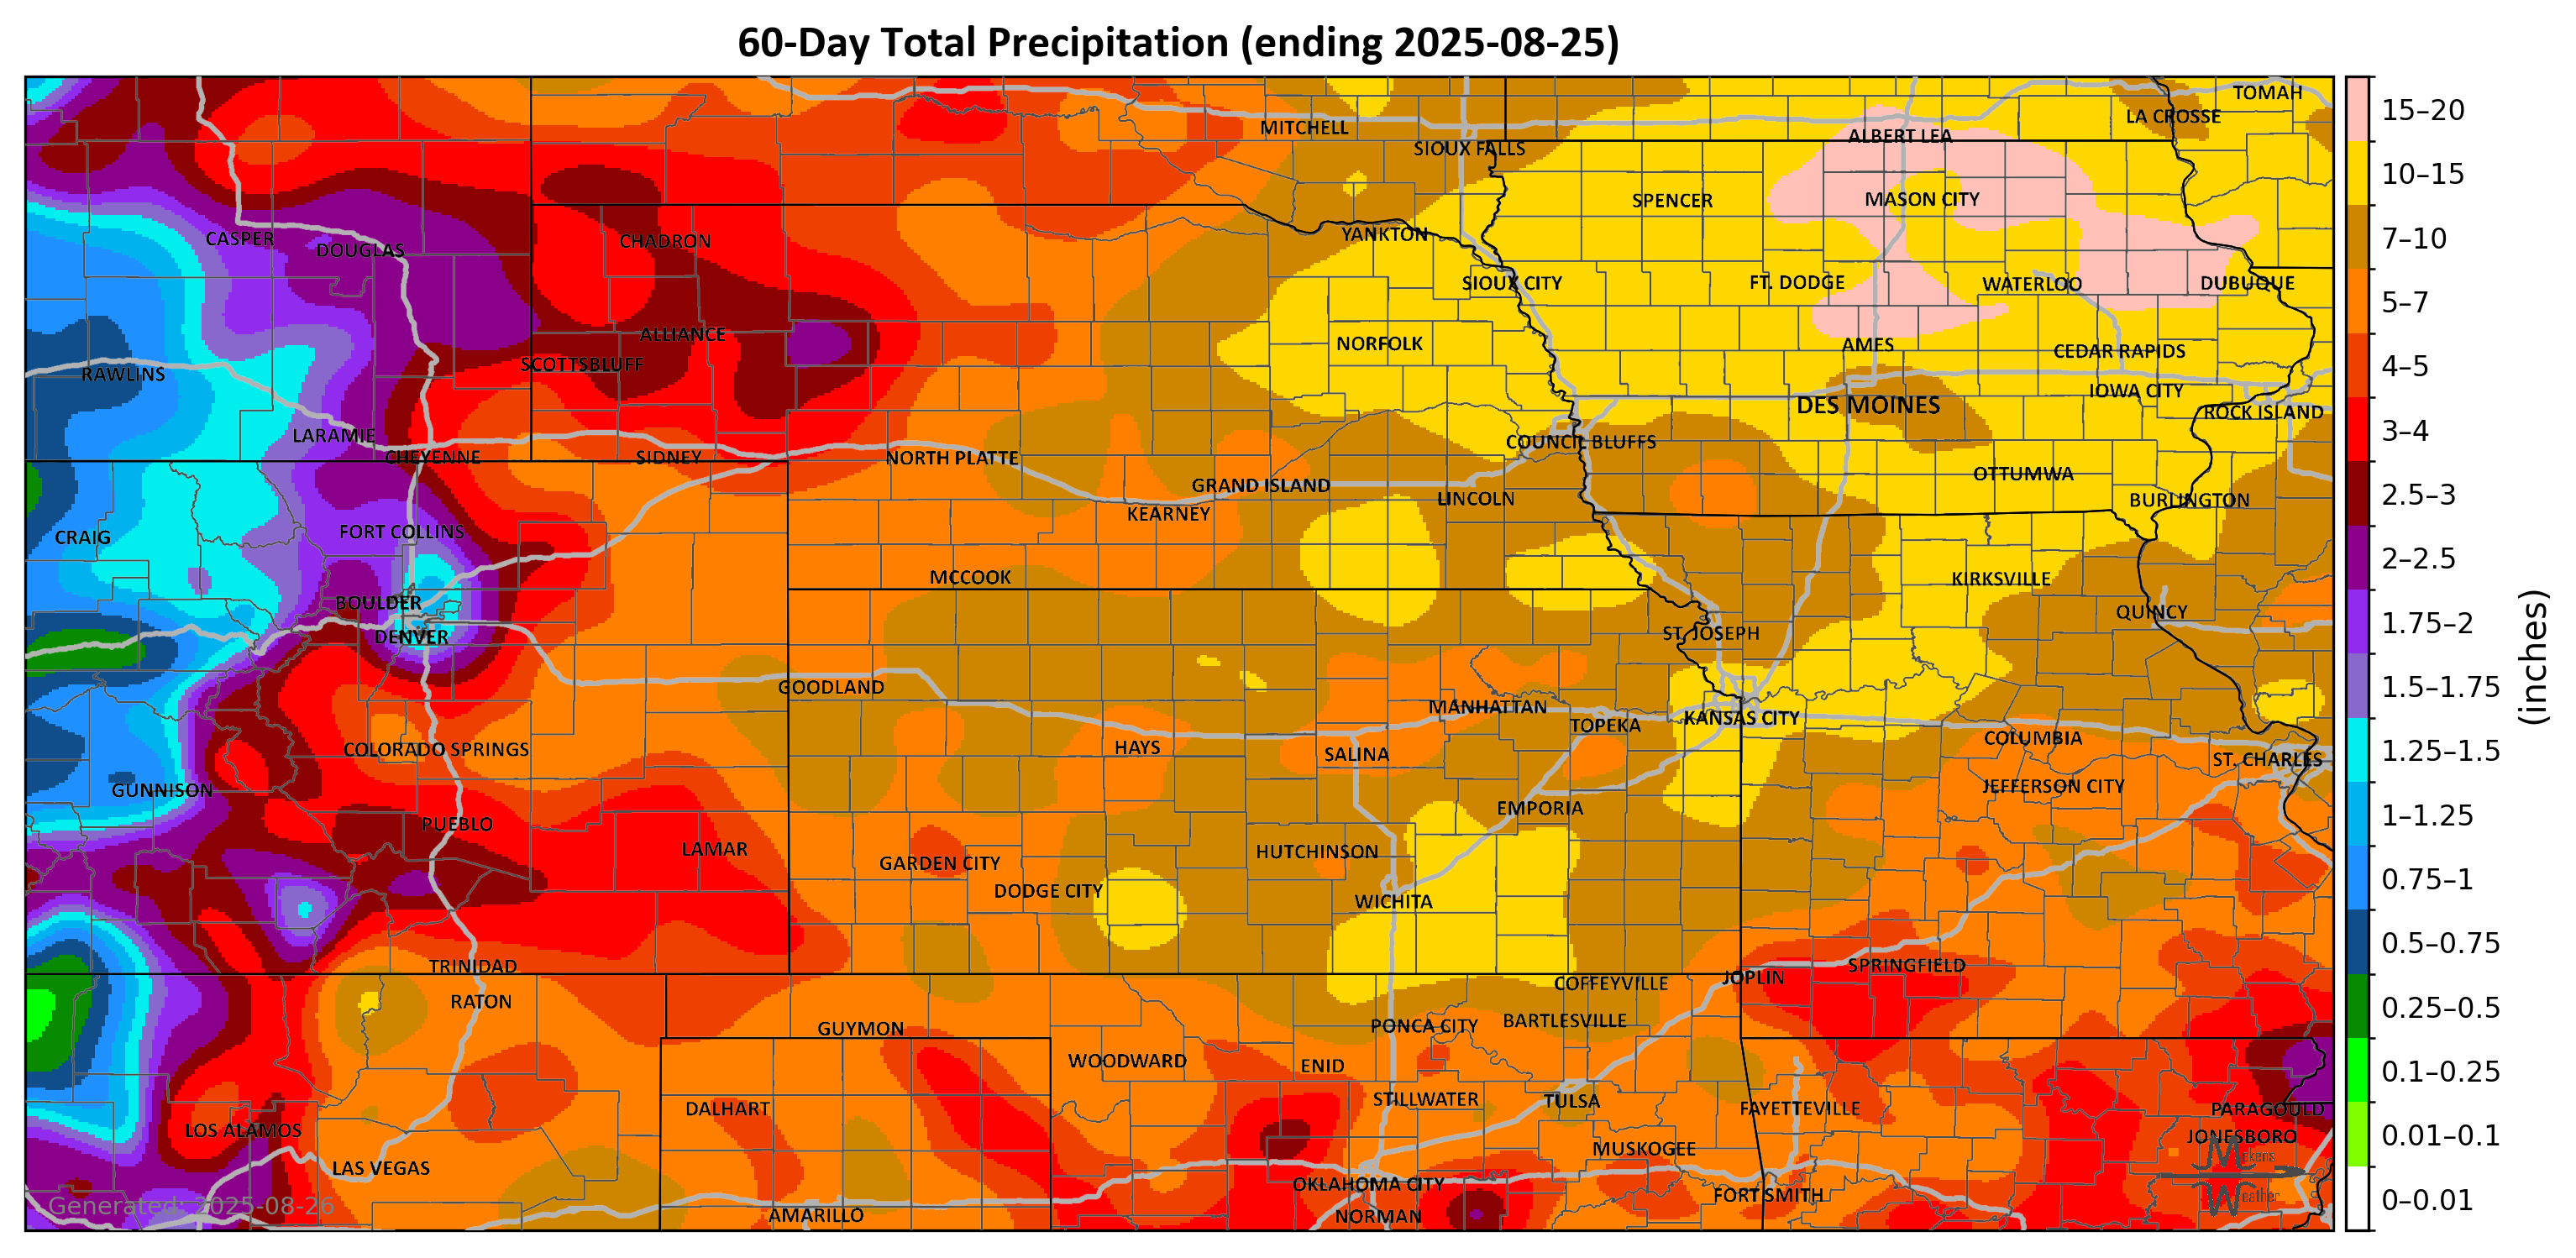 60-Day Total Precipitation (ending 2025-08-25)
TOMAH
LA CROSSE
MITCHELL
ALBERT LEA
SIOUX FALLS
SPENCER
MASON CITY
YANKTON
CASPER
CHADRON
DOUGLAS
SIOUX CITY
FT. DODGE
WATERLOO
DUBUQUE
ALLIANCE
NORFOLK
AMES
CEDAR RAPIDS
SCOTTSBLUFF
RAWLINS
IOWA CITY
DES MOINES
ROCK ISLAND
LARAMIE
COUNCIL BLUFFS
CHEYENNE
SIDNEY
NORTH PLATTE
OTTUMWA
GRAND ISLAND
LINCOLN
BURLINGTON
KEARNEY
FORT COLLINS
CRAIG
MCCOOK
KIRKSVILLE
BOULDER
QUINCY
DENVER
ST. JOSEPH
GOODLAND
MANHATTAN
KANSAS CITY
TOPEKA
COLUMBIA
COLORADO SPRINGS
HAYS
SALINA
ST. CHARLES
GUNNISON
JEFFERSON CITY
EMPORIA
PUEBLO
LAMAR
HUTCHINSON
GARDEN CITY
DODGE CITY
WICHITA
TRINIDAD
SPRINGFIELD
JOPLIN
COFFEYVILLE
RATON
BARTLESVILLE
PONCA CITY
GUYMON
WOODWARD
ENID
STILLWATER
TULSA
DALHART
FAYETTEVILLE
PARAGOULD
LOS ALAMOS
JONESBORO
MUSKOGEE
LAS VEGAS
OKLAHOMA CITY
FORT SMITH
AMARILLO
NORMAN
Generated: 2025-08-26
Mskens
Weather
15–20
10–15
7–10
5–7
4–5
3–4
2.5–3
2–2.5
1.75–2
1.5–1.75
1.25–1.5
1–1.25
0.75–1
0.5–0.75
0.25–0.5
0.1–0.25
0.01–0.1
0–0.01
(inches)